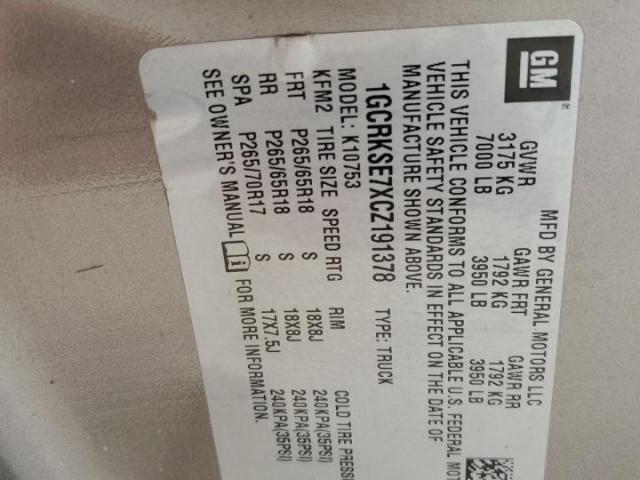 GM
MFD BY GENERAL MOTORS LLC
GVWR GAWR FRT GAWR RR
3175 KG 1792 KG 1792 KG
7000 LB 3950 LB 3950 LB
THIS VEHICLE CONFORMS TO ALL APPLICABLE U.S. FEDERAL MOT
VEHICLE SAFETY STANDARDS IN EFFECT ON THE DATE OF
MANUFACTURE SHOWN ABOVE.
1GCRKSE7XCZ191378 TYPE: TRUCK
MODEL: K10753
KFM2 TIRE SIZE SPEED RTG RIM COLD TIRE PRESS
FRT P265/65R18 S 18X8J 240KPA(35PSI)
RR P265/65R18 S 18X8J 240KPA(35PSI)
SPA P265/70R17 S 17X7.5J 240KPA(35PSI)
SEE OWNER'S MANUAL FOR MORE INFORMATION.